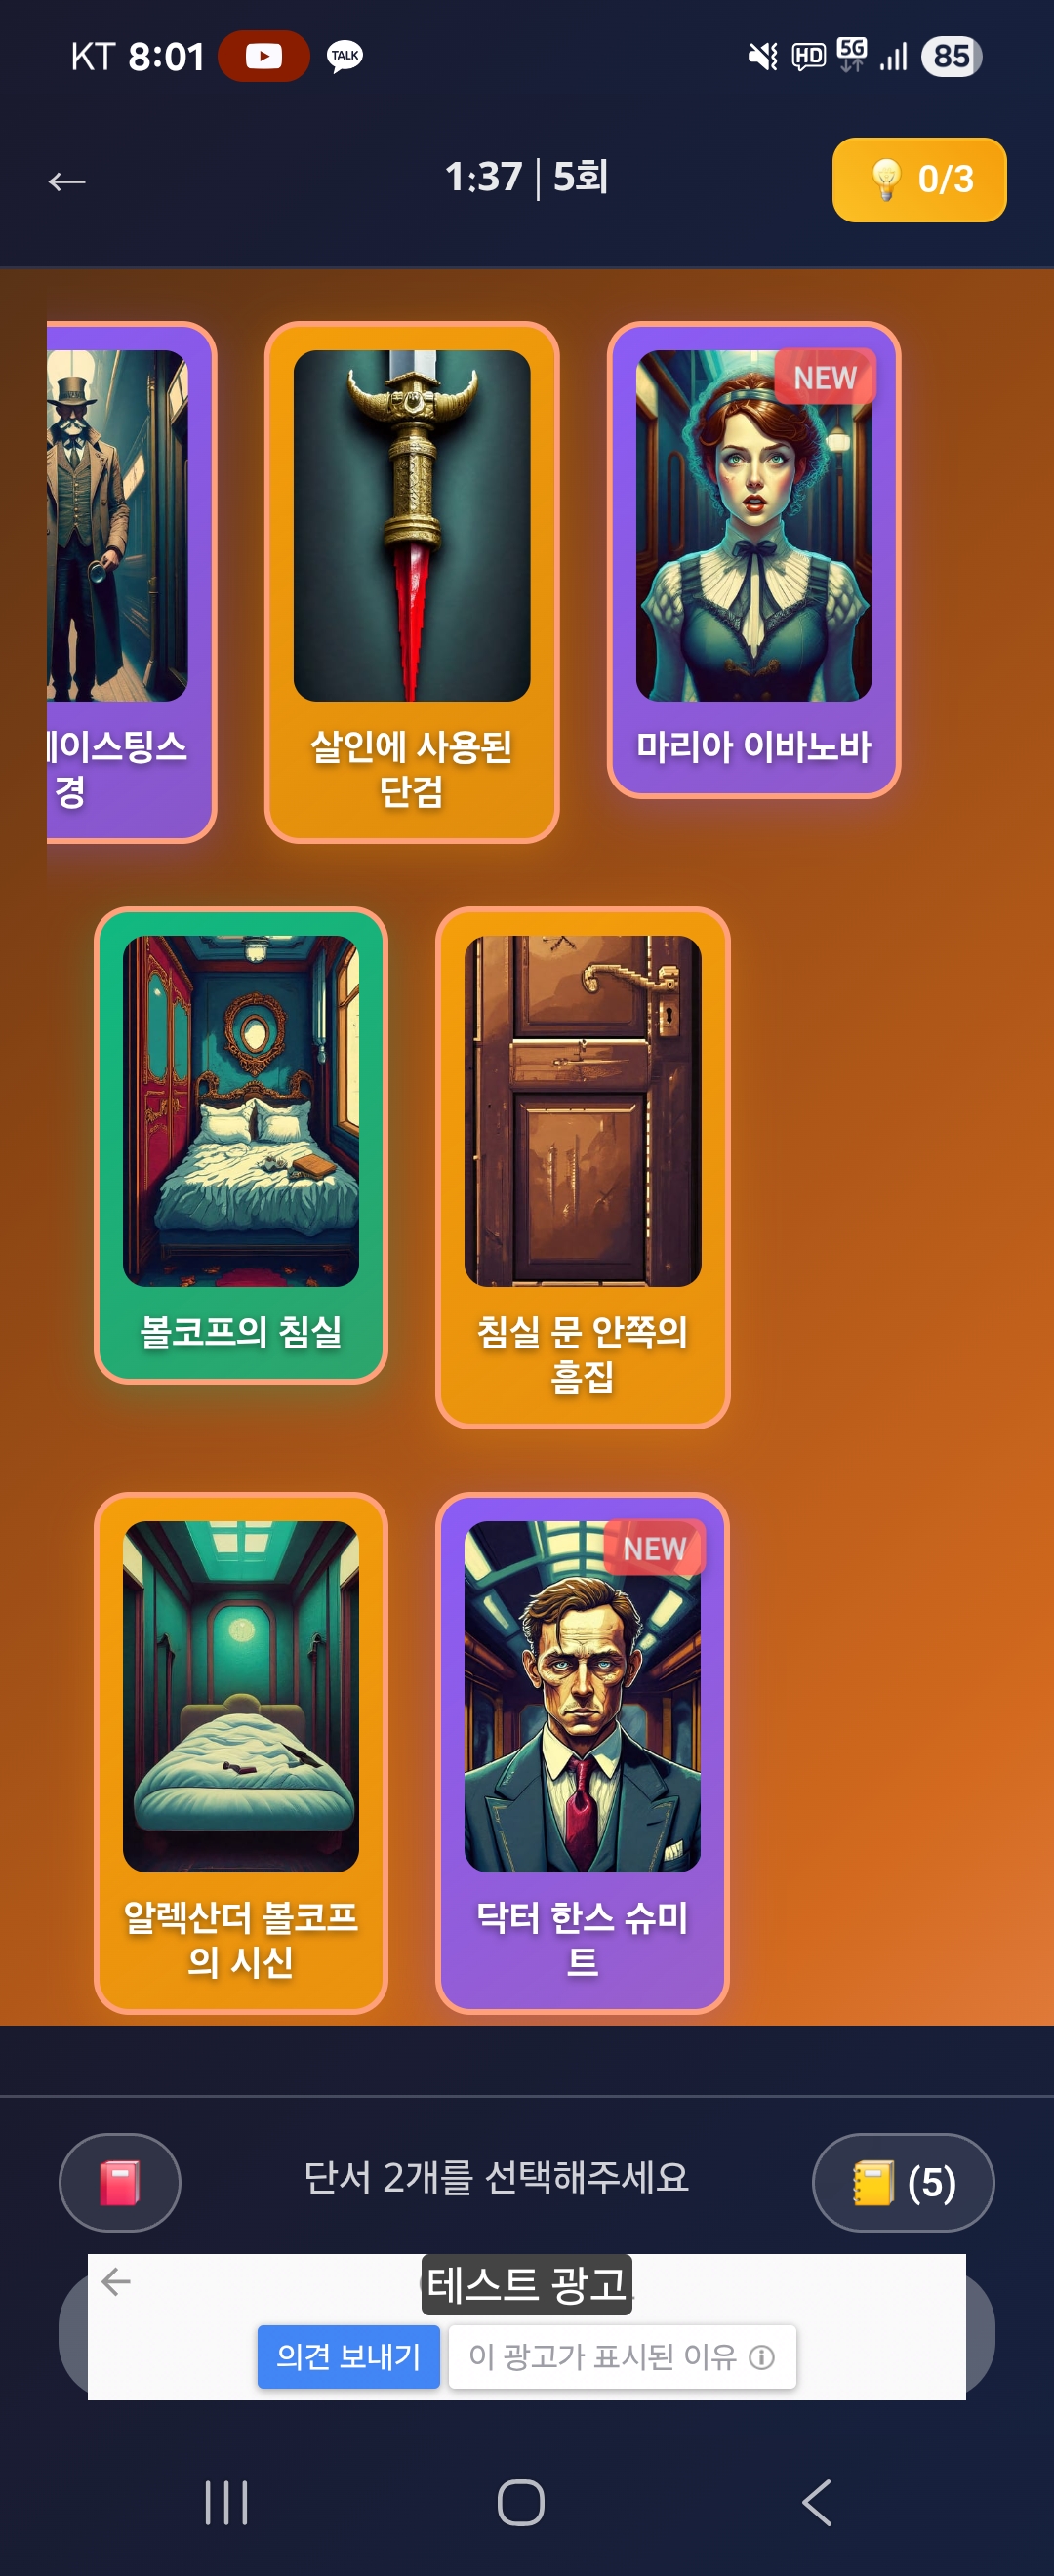 KT 8:01 TALK HD 5G 85
← 1:37 | 5회 0/3
NEW
이스팅스
경
살인에 사용된
단검
마리아 이바노바
볼코프의 침실
침실 문 안쪽의
흠집
NEW
알렉산더 볼코프
의 시신
닥터 한스 슈미
트
단서 2개를 선택해주세요
(5)
테스트 광고
의견 보내기 이 광고가 표시된 이유